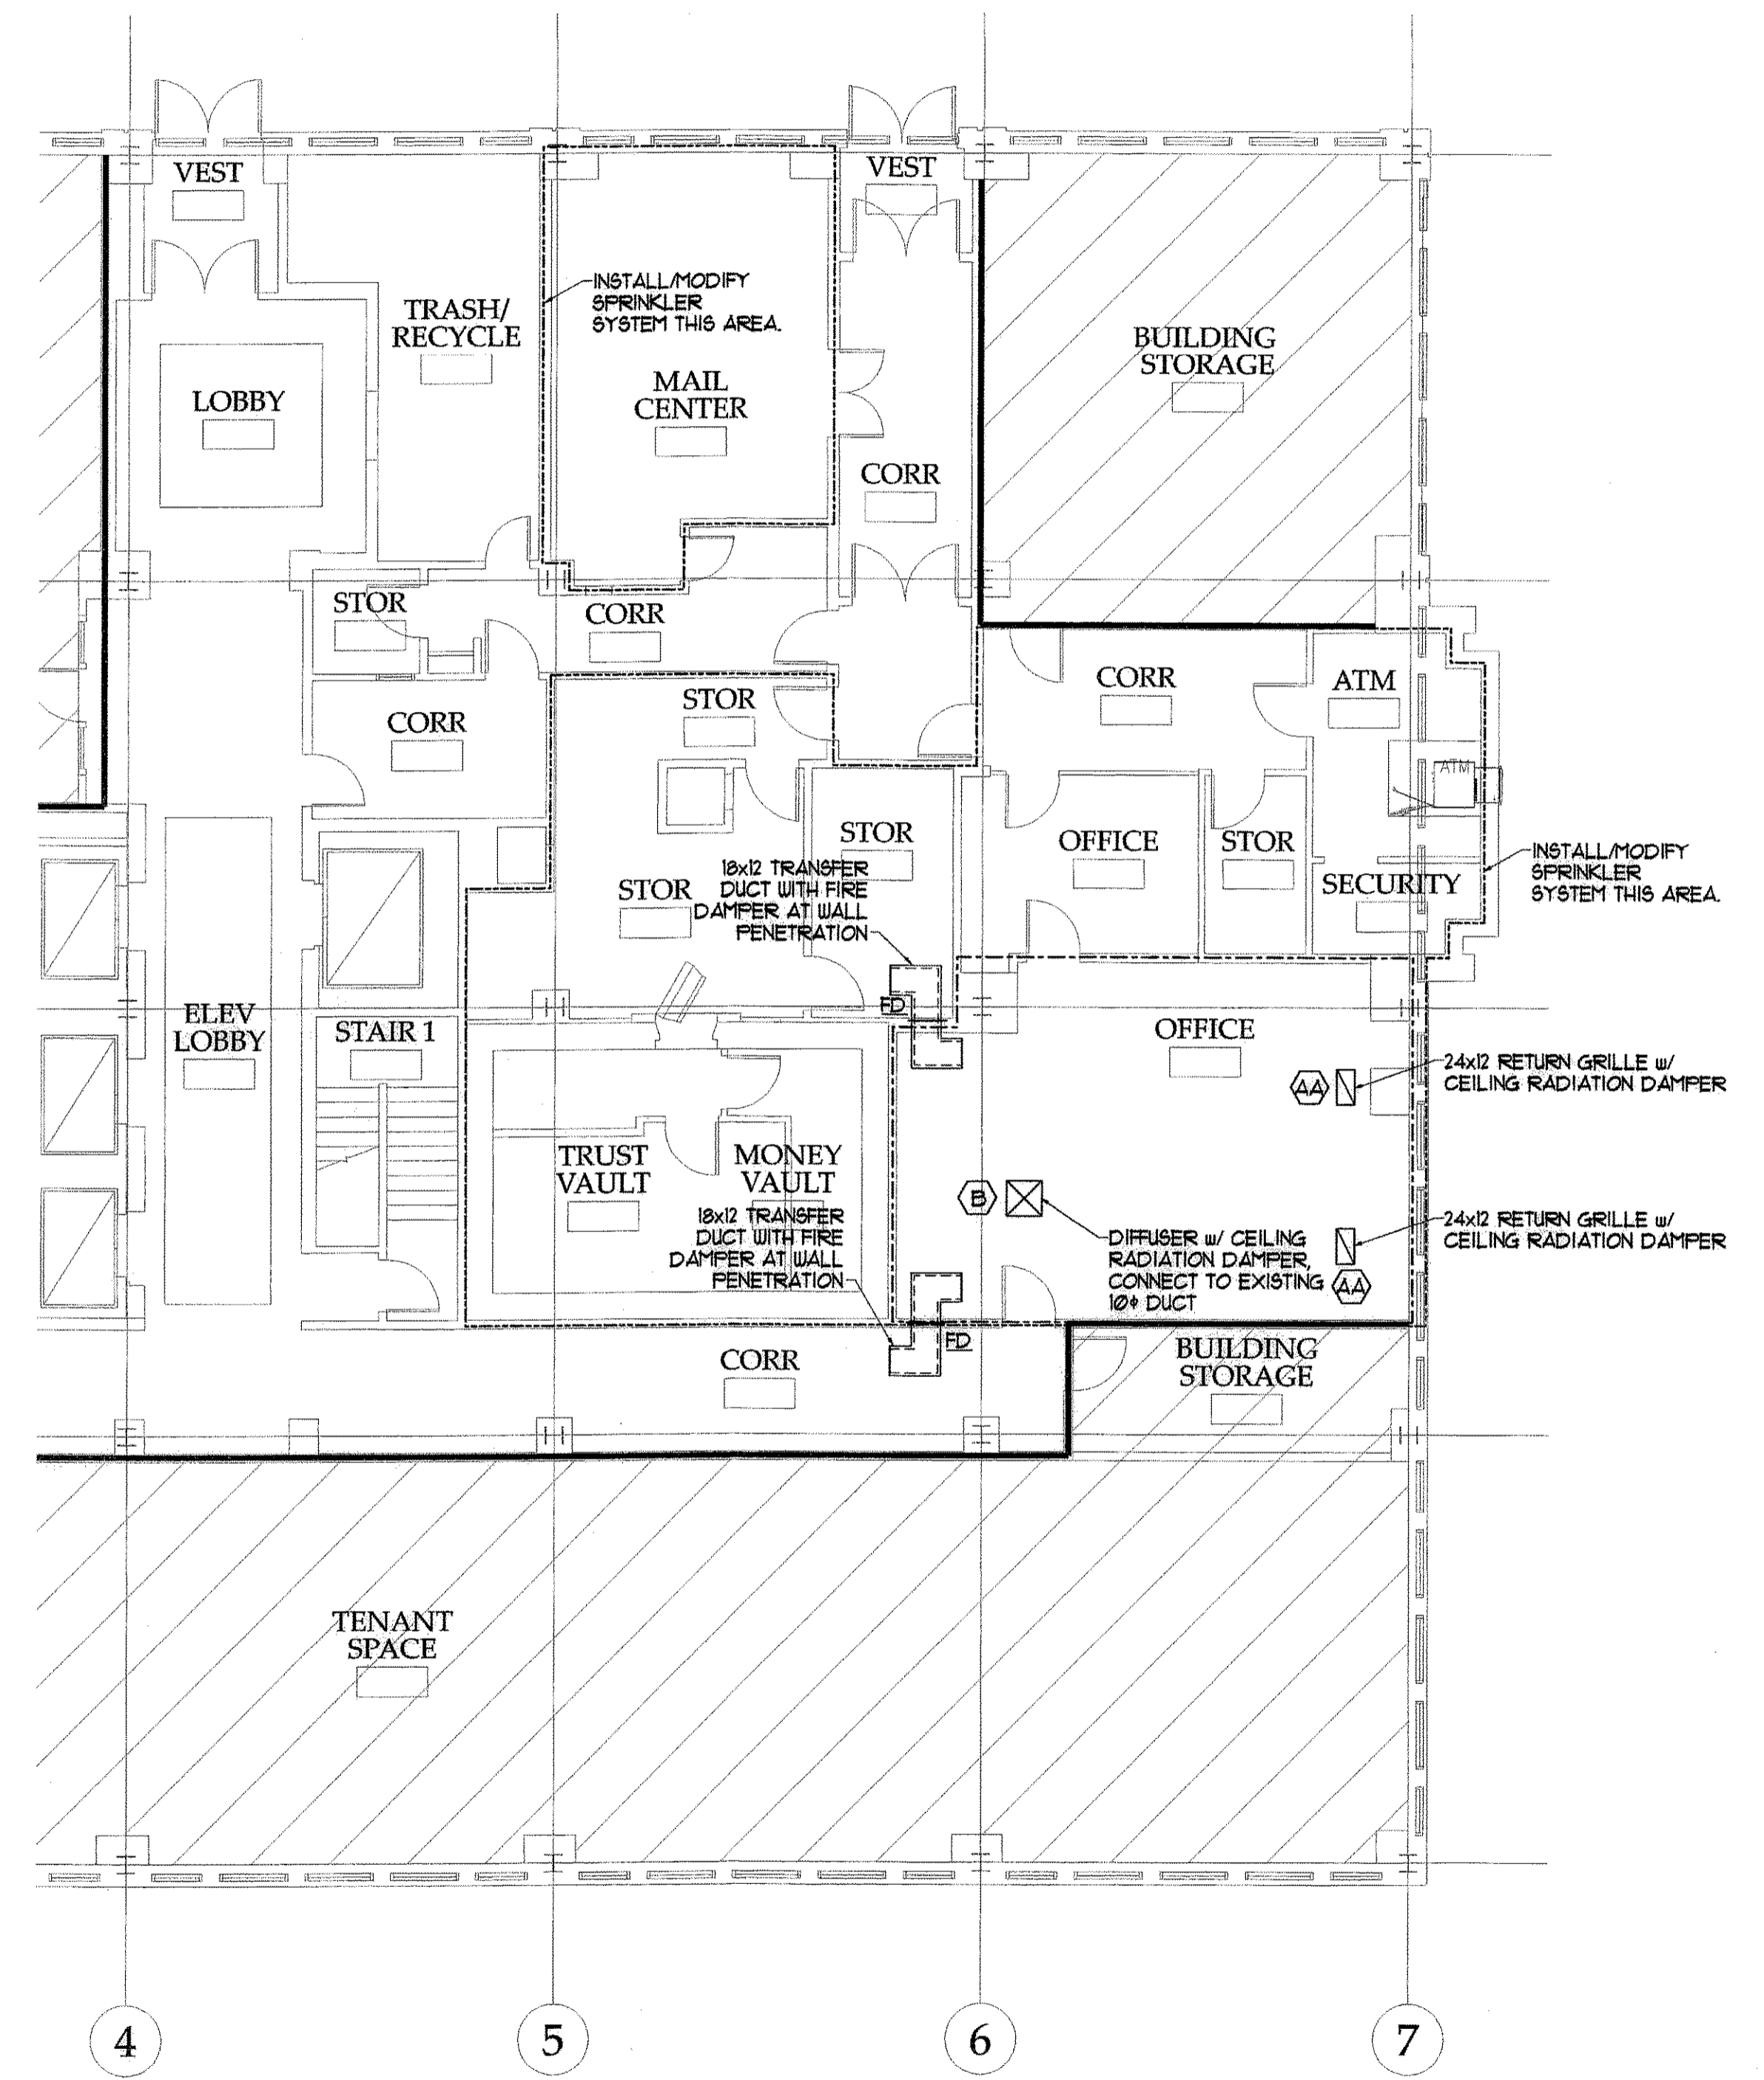 VEST
VEST
INSTALL/MODIFY
SPRINKLER
SYSTEM THIS AREA.
TRASH/
RECYCLE
BUILDING
STORAGE
MAIL
CENTER
LOBBY
CORR
STOR
CORR
CORR
ATM
STOR
CORR
ATM
STOR
OFFICE
STOR
INSTALL/MODIFY
SPRINKLER
SYSTEM THIS AREA.
18x12 TRANSFER
DUCT WITH FIRE
DAMPER AT WALL
PENETRATION
STOR
SECURITY
FD
ELEV
LOBBY
STAIR 1
OFFICE
24x12 RETURN GRILLE w/
CEILING RADIATION DAMPER
AA
TRUST
VAULT
MONEY
VAULT
B
18x12 TRANSFER
DUCT WITH FIRE
DAMPER AT WALL
PENETRATION
DIFFUSER w/ CEILING
RADIATION DAMPER,
CONNECT TO EXISTING
10ϕ DUCT
24x12 RETURN GRILLE w/
CEILING RADIATION DAMPER
AA
FD
CORR
BUILDING
STORAGE
TENANT
SPACE
4
5
6
7